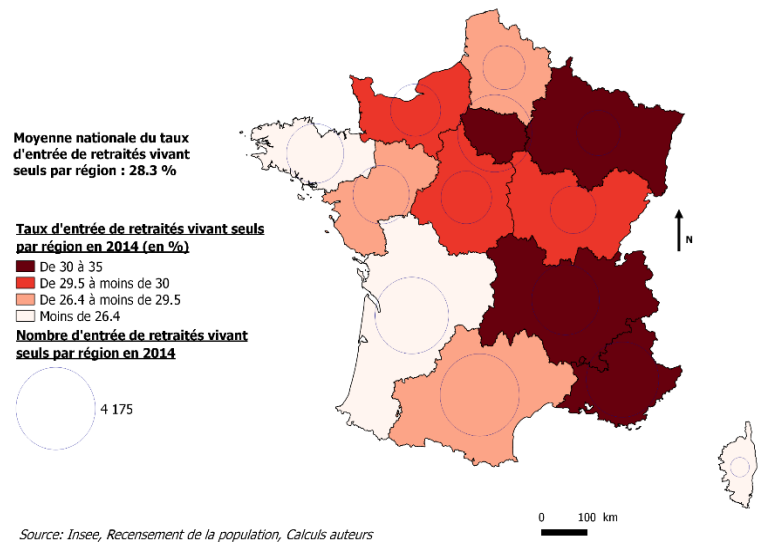 Moyenne nationale du taux
d'entrée de retraités vivant
seuls par région : 28.3 %
Taux d'entrée de retraités vivant seuls
par région en 2014 (en %)
De 30 à 35
De 29.5 à moins de 30
De 26.4 à moins de 29.5
Moins de 26.4
Nombre d'entrée de retraités vivant
seuls par région en 2014
4 175
N
0 100 km
Source: Insee, Recensement de la population, Calculs auteurs